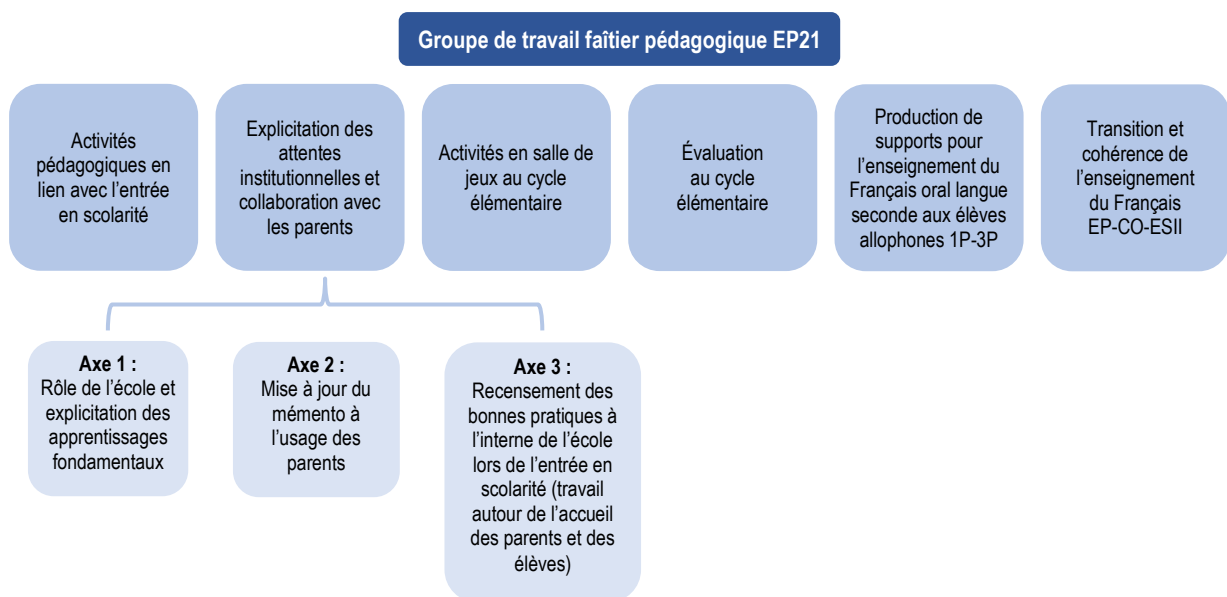 Groupe de travail faîtier pédagogique EP21
Activités
pédagogiques en
lien avec l’entrée
en scolarité
Explicitation des
attentes
institutionnelles et
collaboration avec
les parents
Activités en salle de
jeux au cycle
élémentaire
Évaluation
au cycle
élémentaire
Production de
supports pour
l’enseignement du
Français oral langue
seconde aux élèves
allophones 1P-3P
Transition et
cohérence de
l’enseignement
du Français
EP-CO-ESII
Axe 1 :
Rôle de l’école et
explicitation des
apprentissages
fondamentaux
Axe 2 :
Mise à jour du
mémento à
l’usage des
parents
Axe 3 :
Recensement des
bonnes pratiques à
l’interne de l’école
lors de l’entrée en
scolarité (travail
autour de l’accueil
des parents et des
élèves)